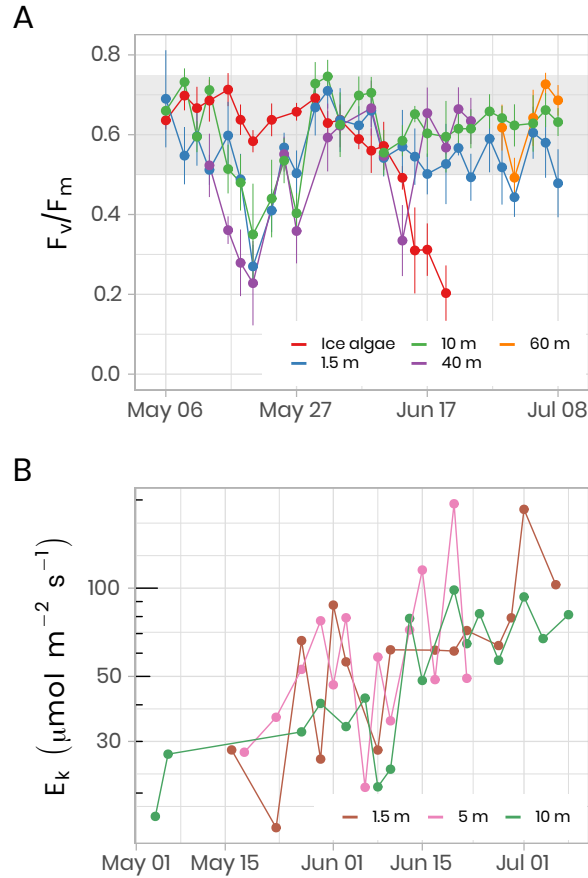 A
0.8
0.6
0.4
0.2
0.0
Fv/Fm
Ice algae 10 m 60 m
1.5 m 40 m
May 06 May 27 Jun 17 Jul 08
B
100
50
30
Ek (μmol m−2 s−1)
1.5 m 5 m 10 m
May 01 May 15 Jun 01 Jun 15 Jul 01